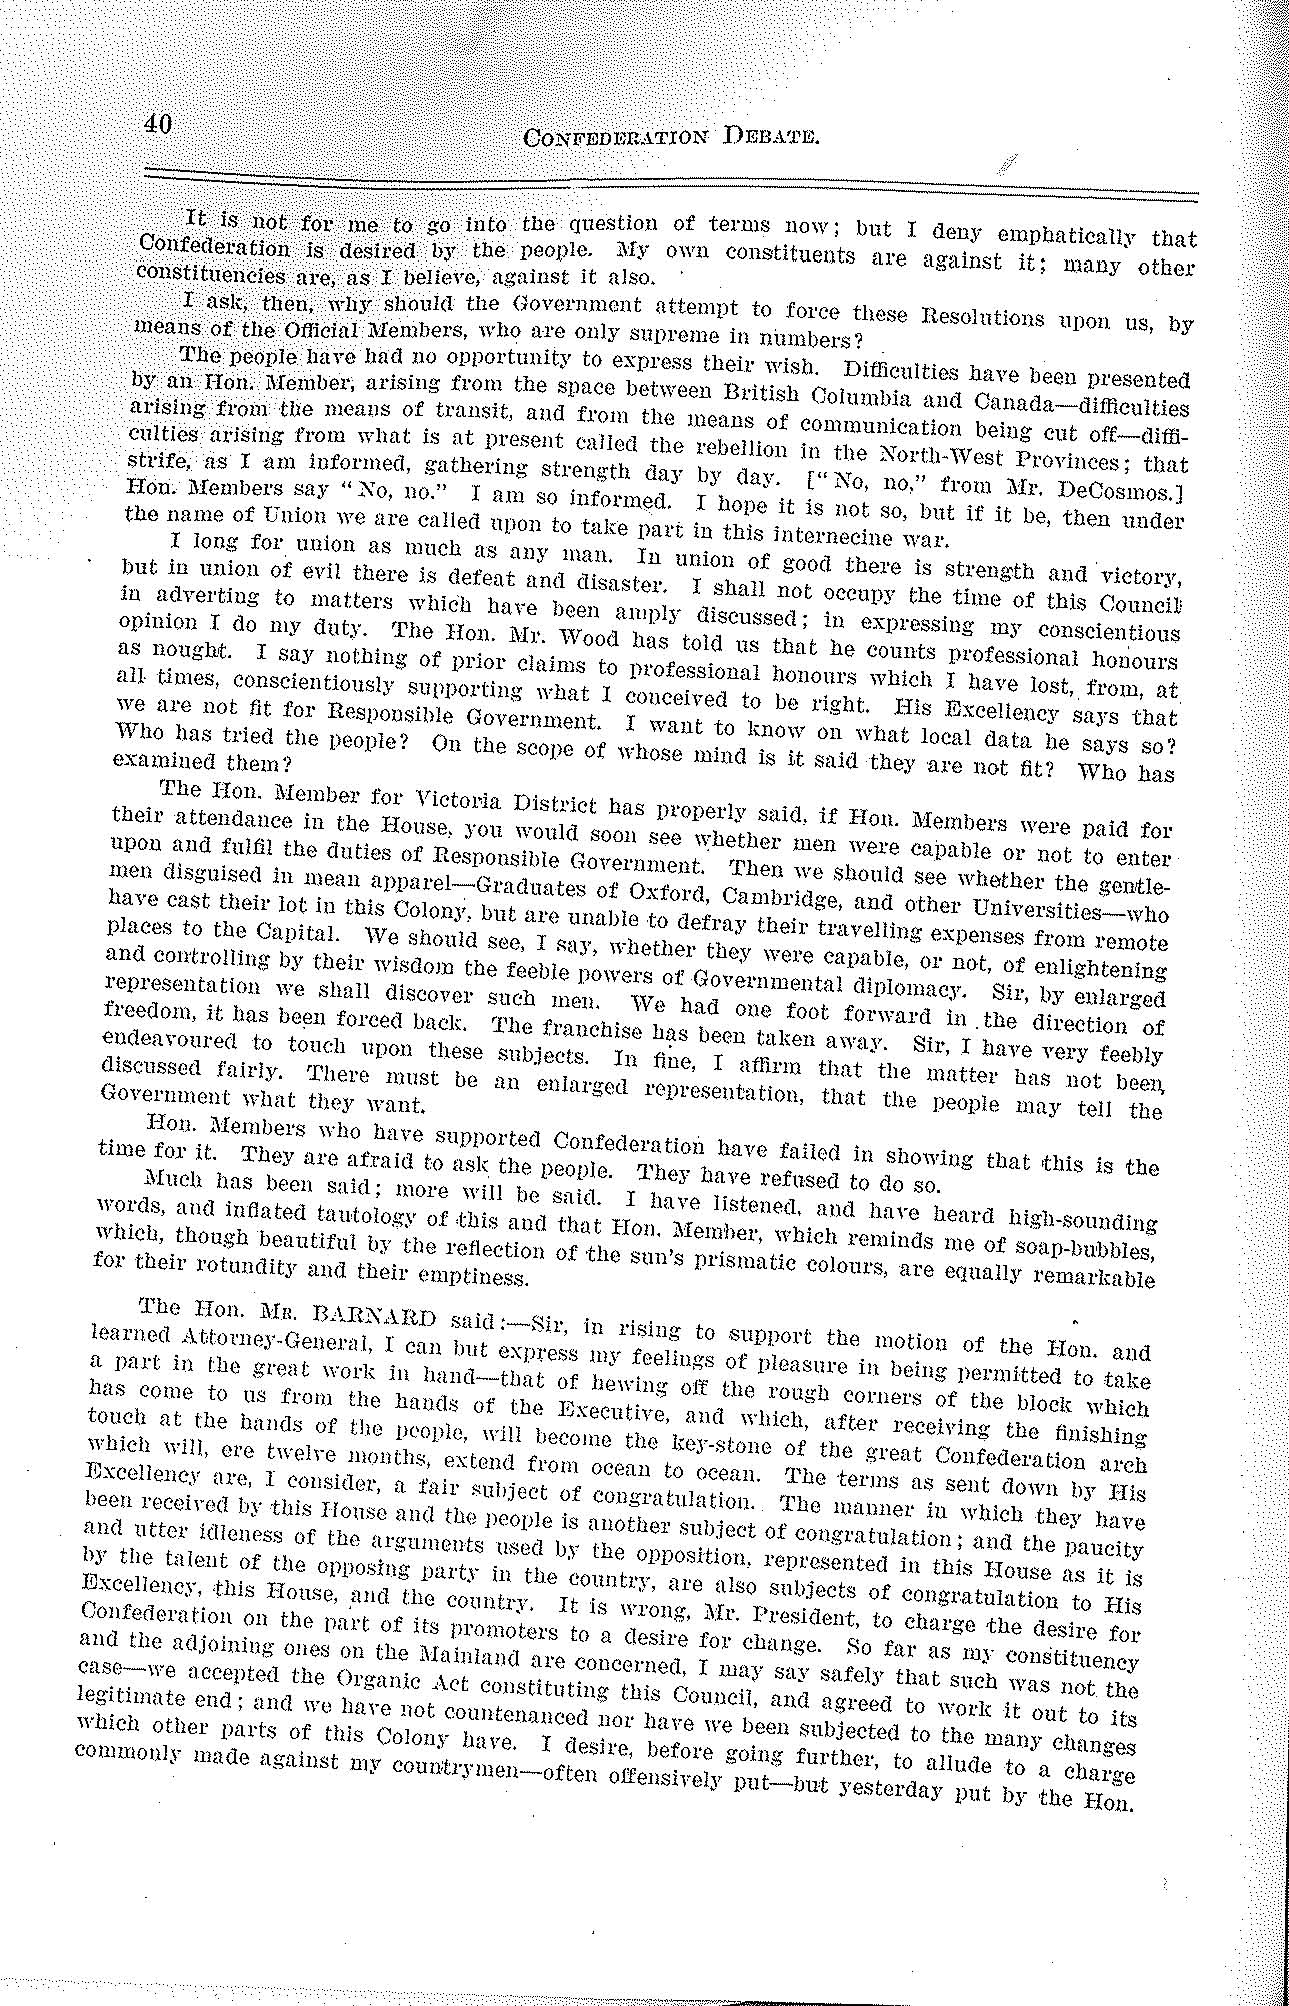 40
CONFEDERATION DEBATE.
It is not for me to go into the question of terms now; but I deny emphatically that
Confederation is desired by the people. My own constituents are against it; many other
constituencies are, as I believe, against it also.
I ask, then, why should the Government attempt to force these Resolutions upon us, by
means of the Official Members, who are only supreme in numbers?
The people have had no opportunity to express their wish. Difficulties have been presented
by an Hon. Member, arising from the space between British Columbia and Canada—difficulties
arising from the means of transit, and from the means of communication being cut off—diffi-
culties arising from what is at present called the rebellion in the North-West Provinces; that
strife, as I am informed, gathering strength day by day. ["No, no," from Mr. DeCosmos.]
Hon. Members say "No, no." I am so informed. I hope it is not so, but if it be, then under
the name of Union we are called upon to take part in this internecine war.
I long for union as much as any man. In union of good there is strength and victory,
but in union of evil there is defeat and disaster. I shall not occupy the time of this Council
in adverting to matters which have been amply discussed; in expressing my conscientious
opinion I do my duty. The Hon. Mr. Wood has told us that he counts professional honours
as nought. I say nothing of prior claims to professional honours which I have lost, from, at
all times, conscientiously supporting what I conceived to be right. His Excellency says that
we are not fit for Responsible Government. I want to know on what local data he says so?
Who has tried the people? On the scope of whose mind is it said they are not fit? Who has
examined them?
The Hon. Member for Victoria District has properly said, if Hon. Members were paid for
their attendance in the House, you would soon see whether men were capable or not to enter
upon and fulfil the duties of Responsible Government. Then we should see whether the gentle-
men disguised in mean apparel—Graduates of Oxford, Cambridge, and other Universities—who
have cast their lot in this Colony, but are unable to defray their travelling expenses from remote
places to the Capital. We should see, I say, whether they were capable, or not, of enlightening
and controlling by their wisdom the feeble powers of Governmental diplomacy. Sir, by enlarged
representation we shall discover such men. We had one foot forward in the direction of
freedom, it has been forced back. The franchise has been taken away. Sir, I have very feebly
endeavoured to touch upon these subjects. In fine, I affirm that the matter has not been,
discussed fairly. There must be an enlarged representation, that the people may tell the
Government what they want.
Hon. Members who have supported Confederation have failed in showing that this is the
time for it. They are afraid to ask the people. They have refused to do so.
Much has been said; more will be said. I have listened, and have heard high-sounding
words, and inflated tautology of this and that Hon. Member, which reminds me of soap-bubbles,
which, though beautiful by the reflection of the sun's prismatic colours, are equally remarkable
for their rotundity and their emptiness.
The Hon. MR. BARNARD said:—Sir, in rising to support the motion of the Hon. and
learned Attorney-General, I can but express my feelings of pleasure in being permitted to take
a part in the great work in hand—that of hewing off the rough corners of the block which
has come to us from the hands of the Executive, and which, after receiving the finishing
touch at the hands of the people, will become the key-stone of the great Confederation arch
which will, ere twelve months, extend from ocean to ocean. The terms as sent down by His
Excellency are, I consider, a fair subject of congratulation. The manner in which they have
been received by this House and the people is another subject of congratulation; and the paucity
and utter idleness of the arguments used by the opposition, represented in this House as it is
by the talent of the opposing party in the country, are also subjects of congratulation to His
Excellency, this House, and the country. It is wrong, Mr. President, to charge the desire for
Confederation on the part of its promoters to a desire for change. So far as my constituency
and the adjoining ones on the Mainland are concerned, I may say safely that such was not the
case—we accepted the Organic Act constituting this Council, and agreed to work it out to its
legitimate end; and we have not countenanced nor have we been subjected to the many changes
which other parts of this Colony have. I desire, before going further, to allude to a charge
commonly made against my countrymen—often offensively put—but yesterday put by the Hon.